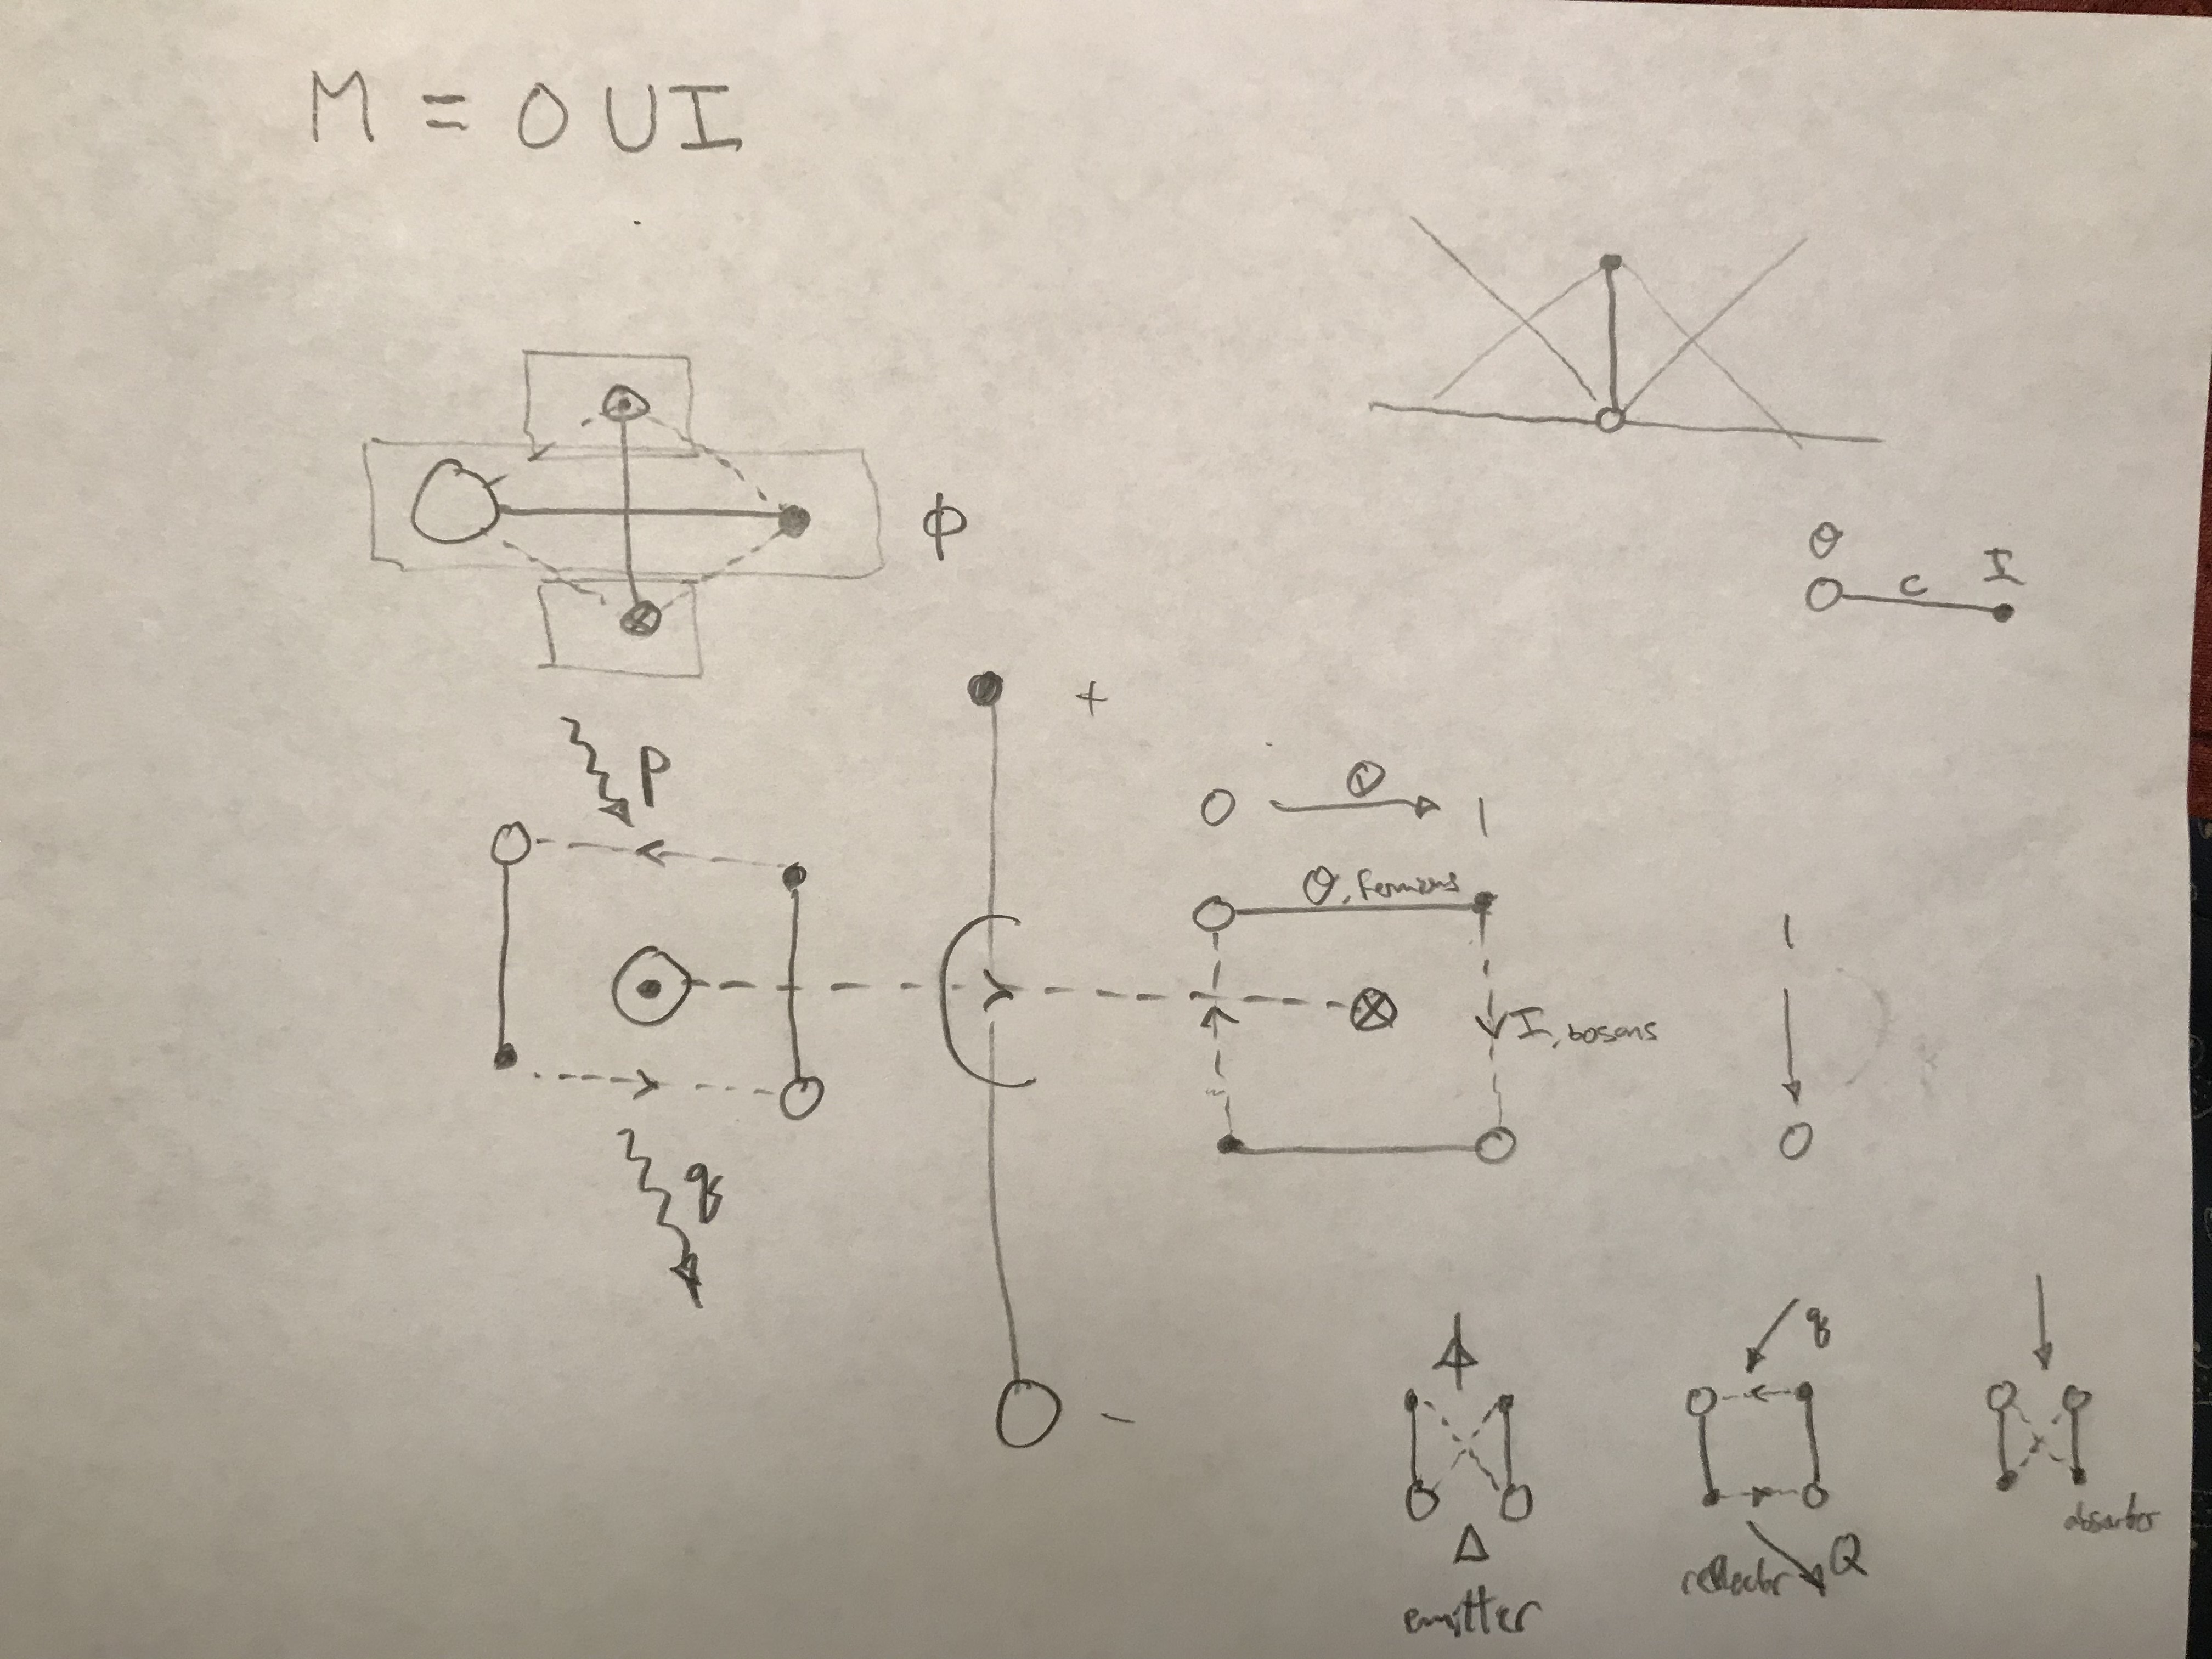 M = O U I
ϕ
O
I
c
+
P
O
1
O, Fermions
1
I, bosons
q
O
-
q
absorber
reflector
Q
emitter